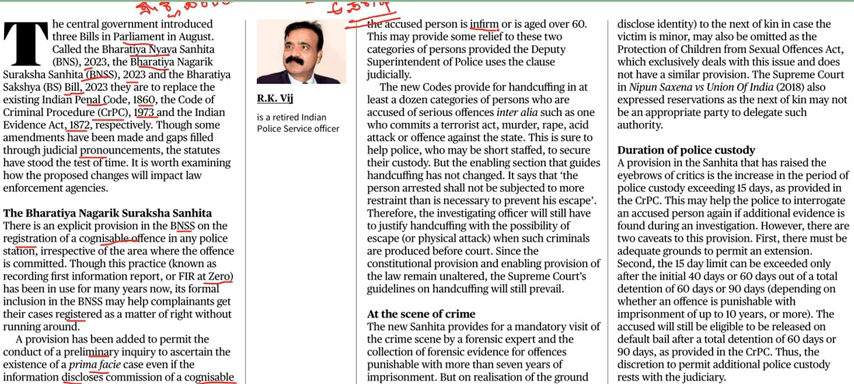 The central government introduced
three Bills in Parliament in August.
Called the Bharatiya Nyaya Sanhita
(BNS), 2023, the Bharatiya Nagarik
Suraksha Sanhita (BNSS), 2023 and the Bharatiya
Sakshya (BS) Bill, 2023 they are to replace the
existing Indian Penal Code, 1860, the Code of
Criminal Procedure (CrPC), 1973 and the Indian
Evidence Act, 1872, respectively. Though some
amendments have been made and gaps filled
through judicial pronouncements, the statutes
have stood the test of time. It is worth examining
how the proposed changes will impact law
enforcement agencies.
The Bharatiya Nagarik Suraksha Sanhita
There is an explicit provision in the BNSS on the
registration of a cognisable offence in any police
station, irrespective of the area where the offence
is committed. Though this practice (known as
recording first information report, or FIR at Zero)
has been in use for many years now, its formal
inclusion in the BNSS may help complainants get
their cases registered as a matter of right without
running around.
A provision has been added to permit the
conduct of a preliminary inquiry to ascertain the
existence of a prima facie case even if the
information discloses commission of a cognisable
R.K. Vij
is a retired Indian
Police Service officer
the accused person is infirm or is aged over 60.
This may provide some relief to these two
categories of persons provided the Deputy
Superintendent of Police uses the clause
judicially.
The new Codes provide for handcuffing in at
least a dozen categories of persons who are
accused of serious offences inter alia such as one
who commits a terrorist act, murder, rape, acid
attack or offence against the state. This is sure to
help police, who may be short staffed, to secure
their custody. But the enabling section that guides
handcuffing has not changed. It says that 'the
person arrested shall not be subjected to more
restraint than is necessary to prevent his escape'.
Therefore, the investigating officer will still have
to justify handcuffing with the possibility of
escape (or physical attack) when such criminals
are produced before court. Since the
constitutional provision and enabling provision of
the law remain unaltered, the Supreme Court's
guidelines on handcuffing will still prevail.
At the scene of crime
The new Sanhita provides for a mandatory visit of
the crime scene by a forensic expert and the
collection of forensic evidence for offences
punishable with more than seven years of
imprisonment. But on realisation of the ground
disclose identity) to the next of kin in case the
victim is minor, may also be omitted as the
Protection of Children from Sexual Offences Act,
which exclusively deals with this issue and does
not have a similar provision. The Supreme Court
in Nipun Saxena vs Union Of India (2018) also
expressed reservations as the next of kin may not
be an appropriate party to delegate such
authority.
Duration of police custody
A provision in the Sanhita that has raised the
eyebrows of critics is the increase in the period of
police custody exceeding 15 days, as provided in
the CrPC. This may help the police to interrogate
an accused person again if additional evidence is
found during an investigation. However, there are
two caveats to this provision. First, there must be
adequate grounds to permit an extension.
Second, the 15 day limit can be exceeded only
after the initial 40 days or 60 days out of a total
detention of 60 days or 90 days (depending on
whether an offence is punishable with
imprisonment of up to 10 years, or more). The
accused will still be eligible to be released on
default bail after a total detention of 60 days or
90 days, as provided in the CrPC. Thus, the
discretion to permit additional police custody
rests with the judiciary.